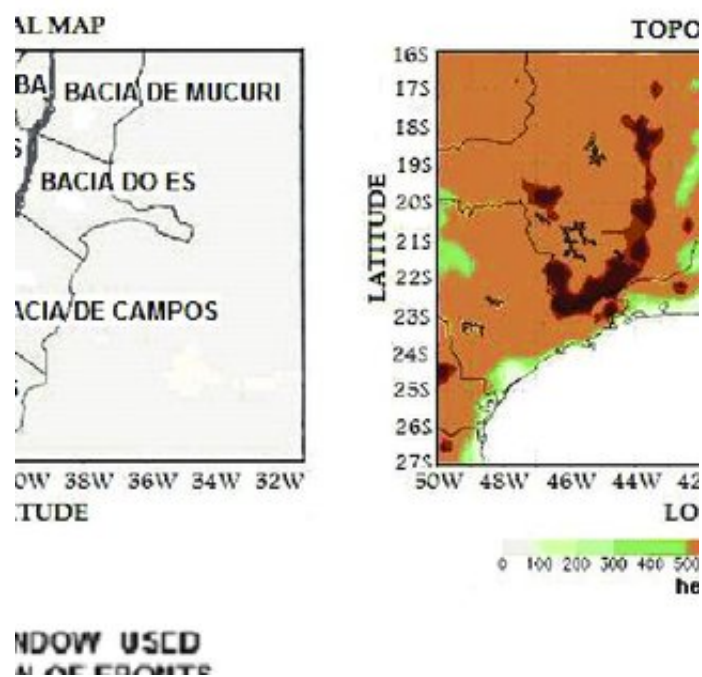 AL MAP
BA
BACIA DE MUCURI
S
BACIA DO ES
ACIA DE CAMPOS
S
0W 38W 36W 34W 32W
TUDE
TOPO
LATITUDE
16S
17S
18S
19S
20S
21S
22S
23S
24S
25S
26S
27S
50W 48W 46W 44W 42
LO
0 100 200 300 400 500
he
NDOW USED
N OF FRONTS